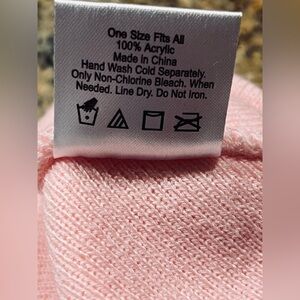 One Size Fits All
100% Acrylic
Made in China
Hand Wash Cold Separately.
Only Non-Chlorine Bleach. When
Needed. Line Dry. Do Not Iron.